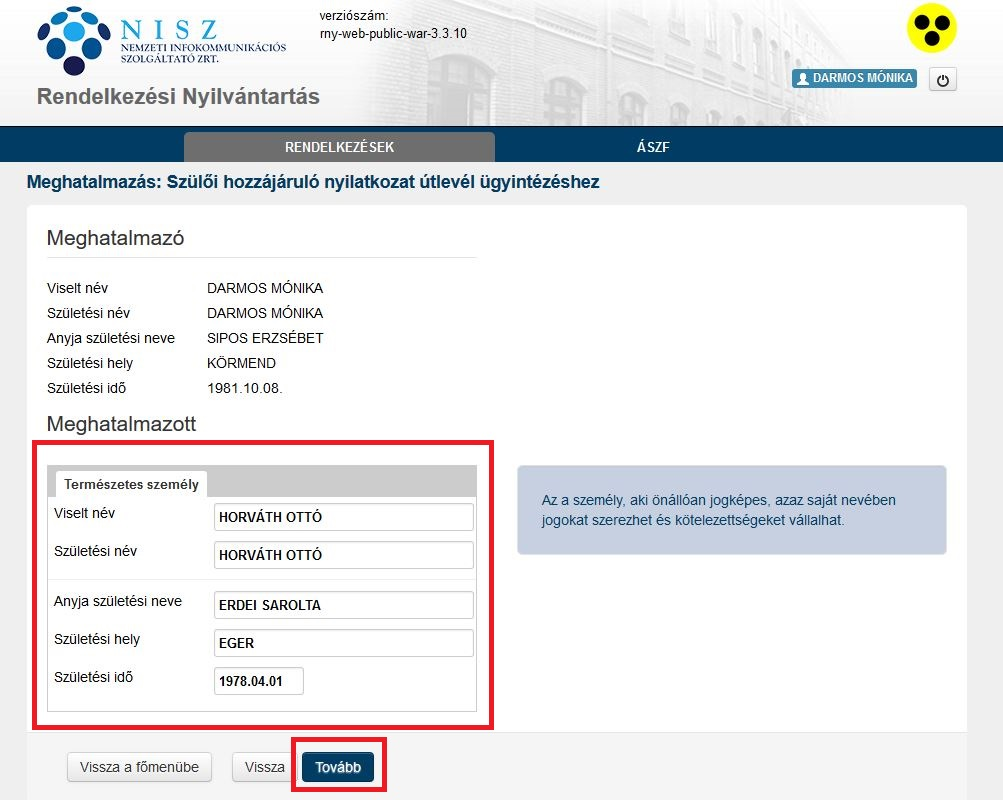 NISZ
NEMZETI INFOKOMMUNIKÁCIÓS
SZOLGÁLTATÓ ZRT.
verziószám:
rny-web-public-war-3.3.10
DARMOS MÓNIKA
Rendelkezési Nyilvántartás
RENDELKEZÉSEK ÁSZF
Meghatalmazás: Szülői hozzájáruló nyilatkozat útlevél ügyintézéshez
Meghatalmazó
Viselt név DARMOS MÓNIKA
Születési név DARMOS MÓNIKA
Anyja születési neve SIPOS ERZSÉBET
Születési hely KÖRMEND
Születési idő 1981.10.08.
Meghatalmazott
Természetes személy
Viselt név HORVÁTH OTTÓ
Születési név HORVÁTH OTTÓ
Anyja születési neve ERDEI SAROLTA
Születési hely EGER
Születési idő 1978.04.01
Az a személy, aki önállóan jogképes, azaz saját nevében
jogokat szerezhet és kötelezettségeket vállalhat.
Vissza a főmenübe Vissza Tovább